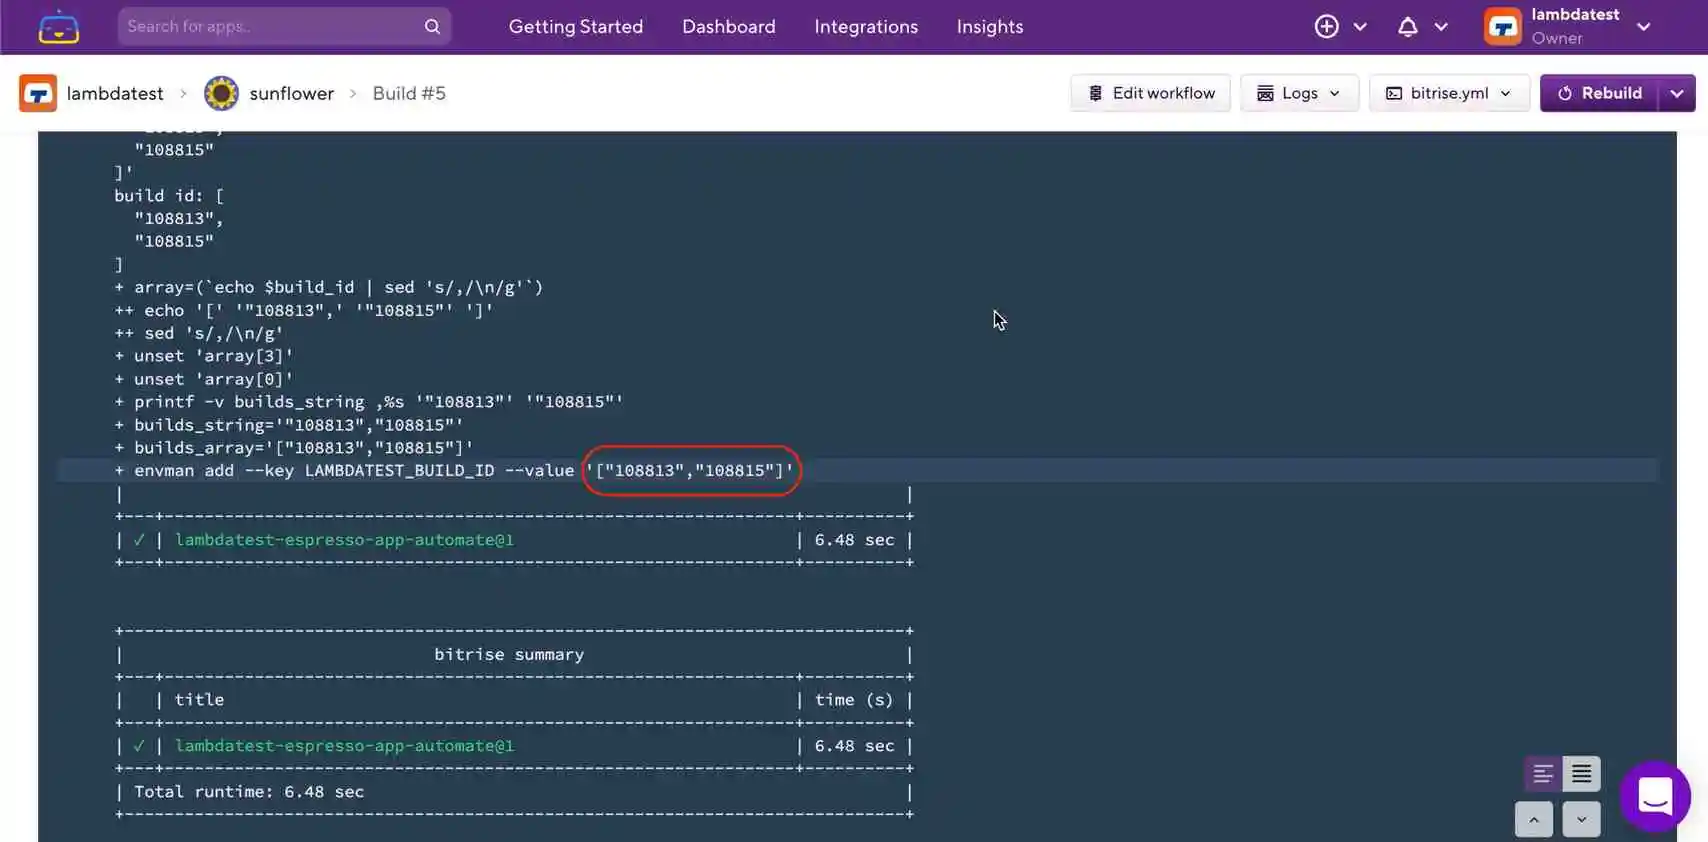 Search for apps..
Getting Started
Dashboard
Integrations
Insights
lambdatest
Owner
lambdatest > sunflower > Build #5
Edit workflow
Logs
bitrise.yml
Rebuild
"108815"
]'
build id: [
"108813",
"108815"
]
+ array=(`echo $build_id | sed 's/,/\n/g'`)
++ echo '[' '"108813",' '"108815"' ']'
++ sed 's/,/\n/g'
+ unset 'array[3]'
+ unset 'array[0]'
+ printf -v builds_string ,%s '"108813"' '"108815"'
+ builds_string='"108813","108815"'
+ builds_array='["108813","108815"]'
+ envman add --key LAMBDATEST_BUILD_ID --value '["108813","108815"]'
| |
+---+---------------------------------------------------------------+----------+
| ✓ | lambdatest-espresso-app-automate@1 | 6.48 sec |
+---+---------------------------------------------------------------+----------+
+------------------------------------------------------------------------------+
| bitrise summary |
+---+---------------------------------------------------------------+----------+
| | title | time (s) |
+---+---------------------------------------------------------------+----------+
| ✓ | lambdatest-espresso-app-automate@1 | 6.48 sec |
+---+---------------------------------------------------------------+----------+
| Total runtime: 6.48 sec |
+------------------------------------------------------------------------------+